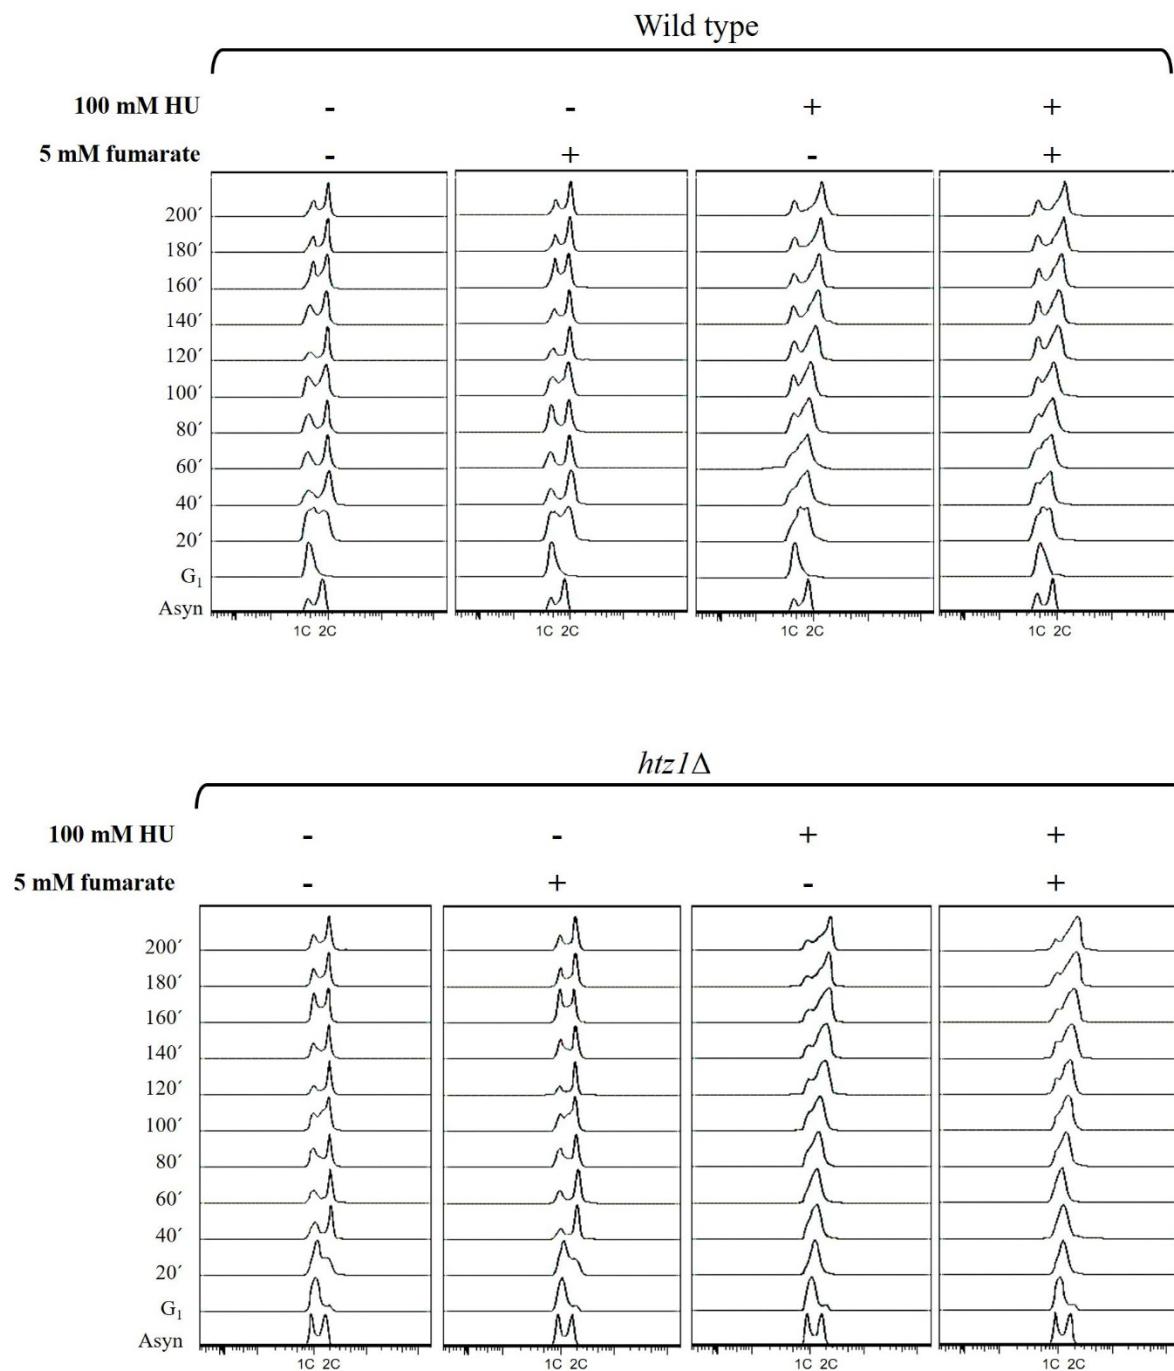 Wild type
100 mM HU - - + +
5 mM fumarate - + - +
200′
180′
160′
140′
120′
100′
80′
60′
40′
20′
G₁
Asyn
1C 2C 1C 2C 1C 2C 1C 2C
htz1Δ
100 mM HU - - + +
5 mM fumarate - + - +
200′
180′
160′
140′
120′
100′
80′
60′
40′
20′
G₁
Asyn
1C 2C 1C 2C 1C 2C 1C 2C